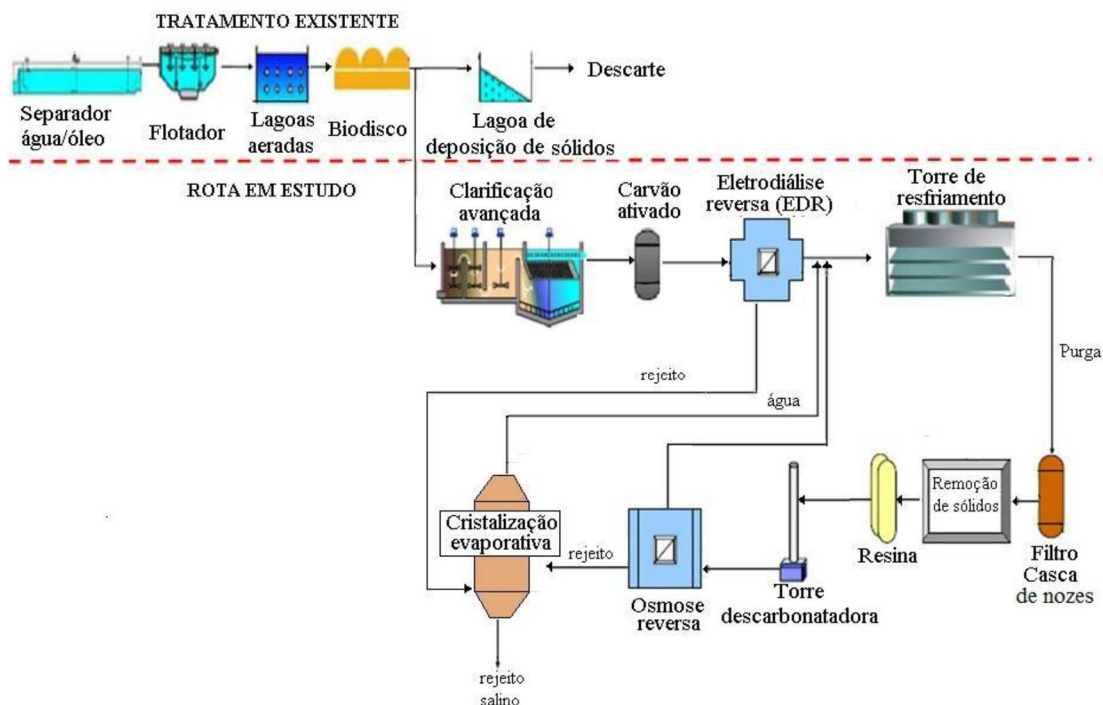 TRATAMENTO EXISTENTE
Separador
água/óleo
Flotador
Lagoas
aeradas
Biodisco
Lagoa de
deposição de sólidos
Descarte
ROTA EM ESTUDO
Clarificação
avançada
Carvão
ativado
Eletrodiálise
reversa (EDR)
Torre de
resfriamento
Purga
rejeito
água
Filtro
Casca
de nozes
Remoção
de sólidos
Resina
Torre
descarbonatadora
Osmose
reversa
rejeito
Cristalização
evaporativa
rejeito
salino